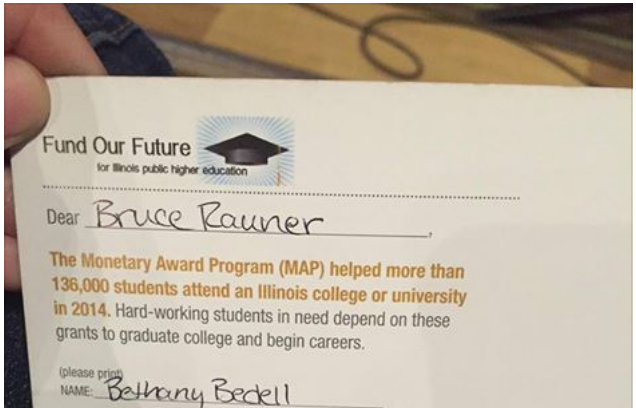 Fund Our Future
for Illinois public higher education
Dear Bruce Rauner,
The Monetary Award Program (MAP) helped more than
136,000 students attend an Illinois college or university
in 2014. Hard-working students in need depend on these
grants to graduate college and begin careers.
(please print)
NAME: Bethany Bedell